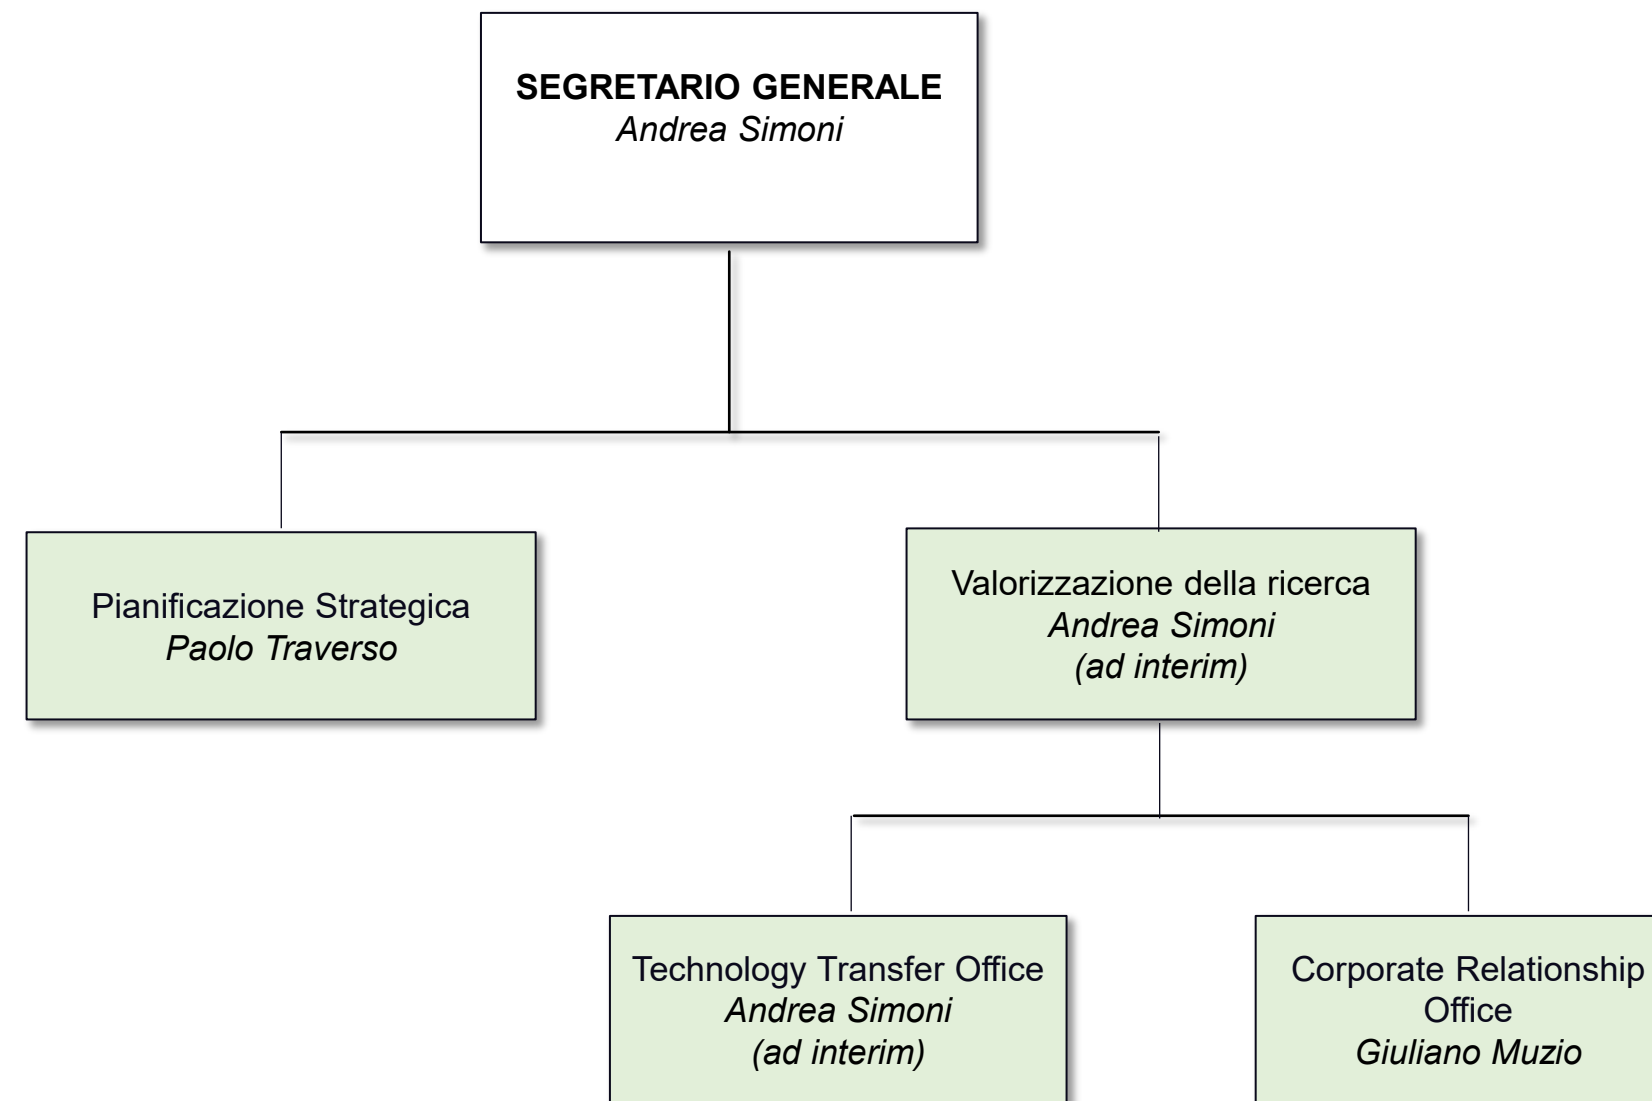 SEGRETARIO GENERALE
Andrea Simoni
Pianificazione Strategica
Paolo Traverso
Valorizzazione della ricerca
Andrea Simoni
(ad interim)
Technology Transfer Office
Andrea Simoni
(ad interim)
Corporate Relationship
Office
Giuliano Muzio